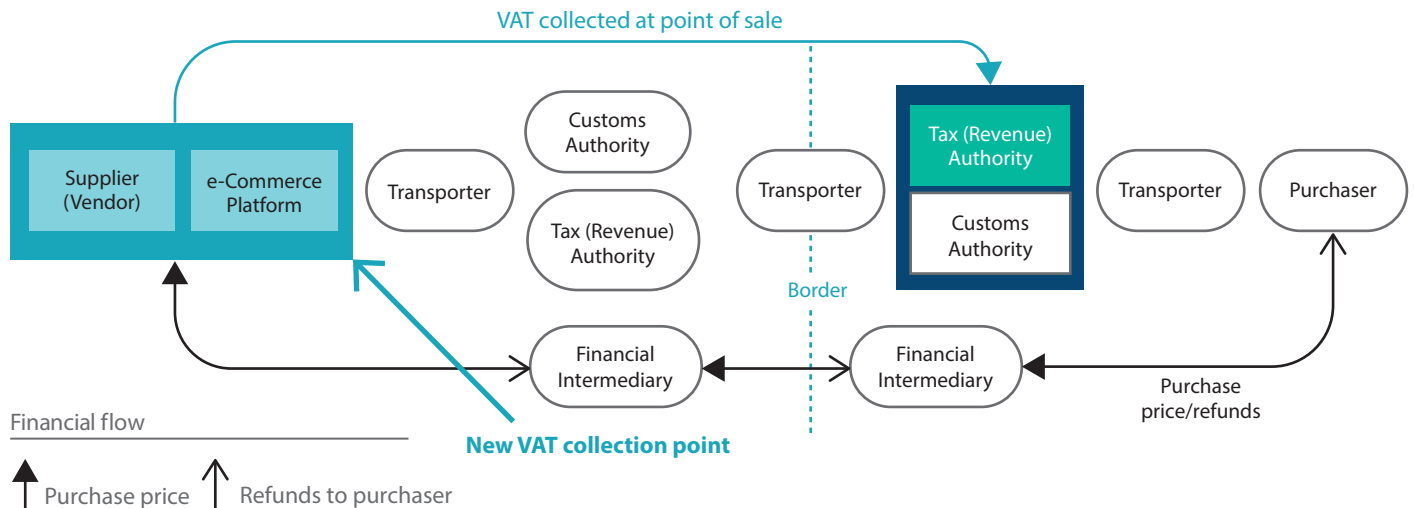 VAT collected at point of sale
Supplier
(Vendor)
e-Commerce
Platform
Transporter
Customs
Authority
Tax (Revenue)
Authority
Transporter
Border
Tax (Revenue)
Authority
Customs
Authority
Transporter
Purchaser
Financial
Intermediary
Financial
Intermediary
Purchase
price/refunds
New VAT collection point
Financial flow
Purchase price
Refunds to purchaser